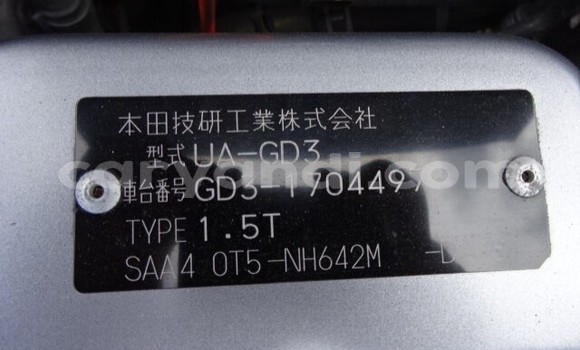 本田技研工業株式会社
型式 UA-GD3
車台番号 GD3-1704497
TYPE 1.5T
SAA4 0T5-NH642M -D